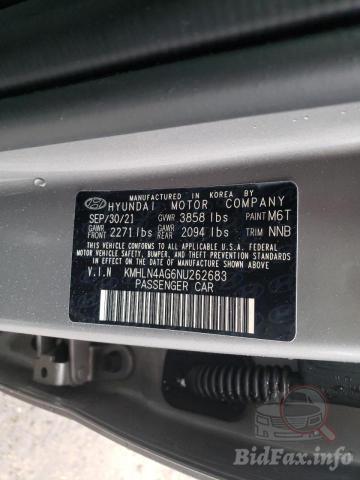 MANUFACTURED IN KOREA BY
HYUNDAI MOTOR COMPANY
SEP/30/21 GVWR 3858 lbs PAINT M6T
GAWR FRONT 2271 lbs GAWR REAR 2094 lbs TRIM NNB
THIS VEHICLE CONFORMS TO ALL APPLICABLE
FEDERAL MOTOR VEHICLE SAFETY, BUMPER, AND
THEFT PREVENTION STANDARDS IN EFFECT ON
THE DATE OF MANUFACTURE SHOWN ABOVE.
V.I.N KMHLN4AG6NU262683
PASSENGER CAR
BidFax.info